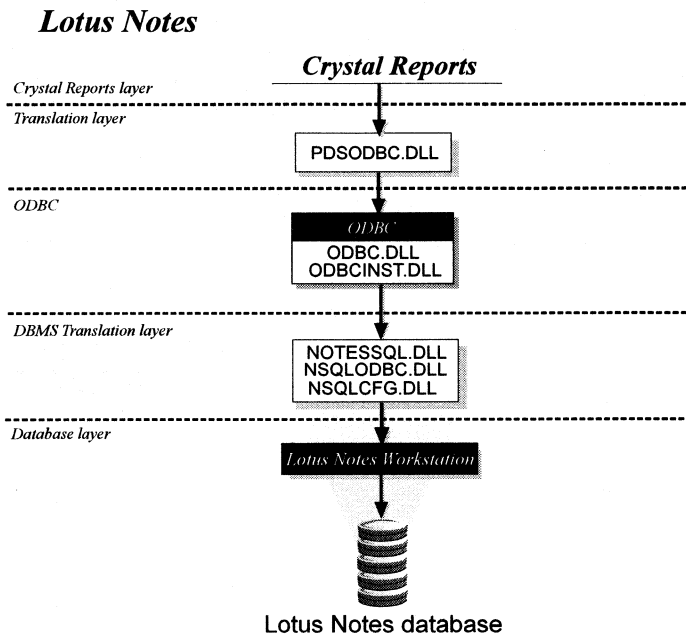 Lotus Notes
Crystal Reports
Crystal Reports layer
Translation layer
PDSODBC.DLL
ODBC
ODBC
ODBC.DLL
ODBCINST.DLL
DBMS Translation layer
NOTESSQL.DLL
NSQLODBC.DLL
NSQLCFG.DLL
Database layer
Lotus Notes Workstation
Lotus Notes database